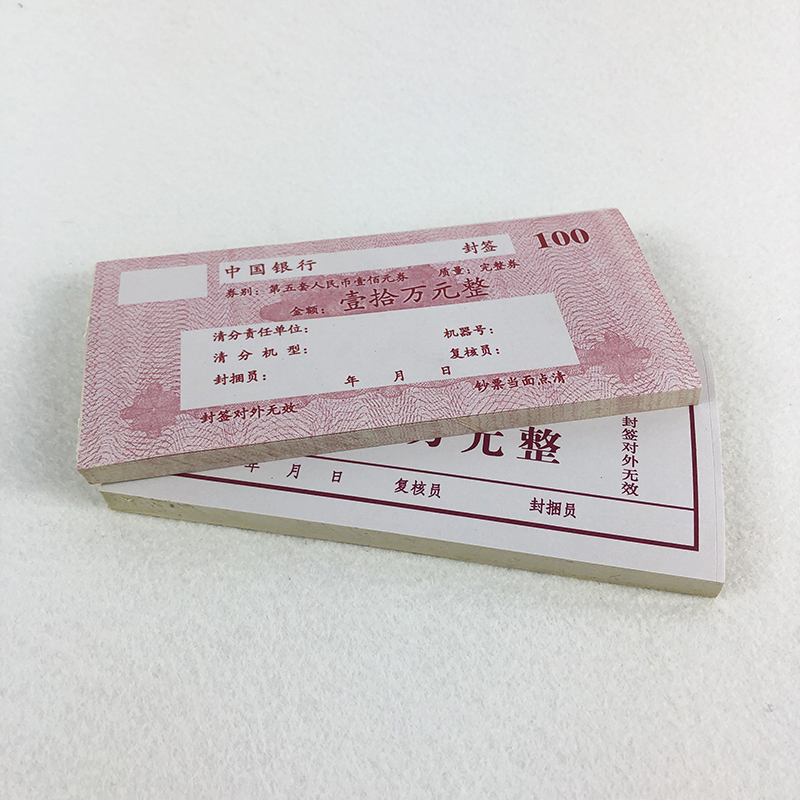 中国银行 封签 100
券别：第五套人民币壹佰元券 质量：完整券
金额：壹拾万元整
清分责任单位： 机器号：
清分机型： 复核员：
封捆员： 年 月 日
封签对外无效 钞票当面点清
万元整
封签对外无效
年 月 日 复核员 封捆员